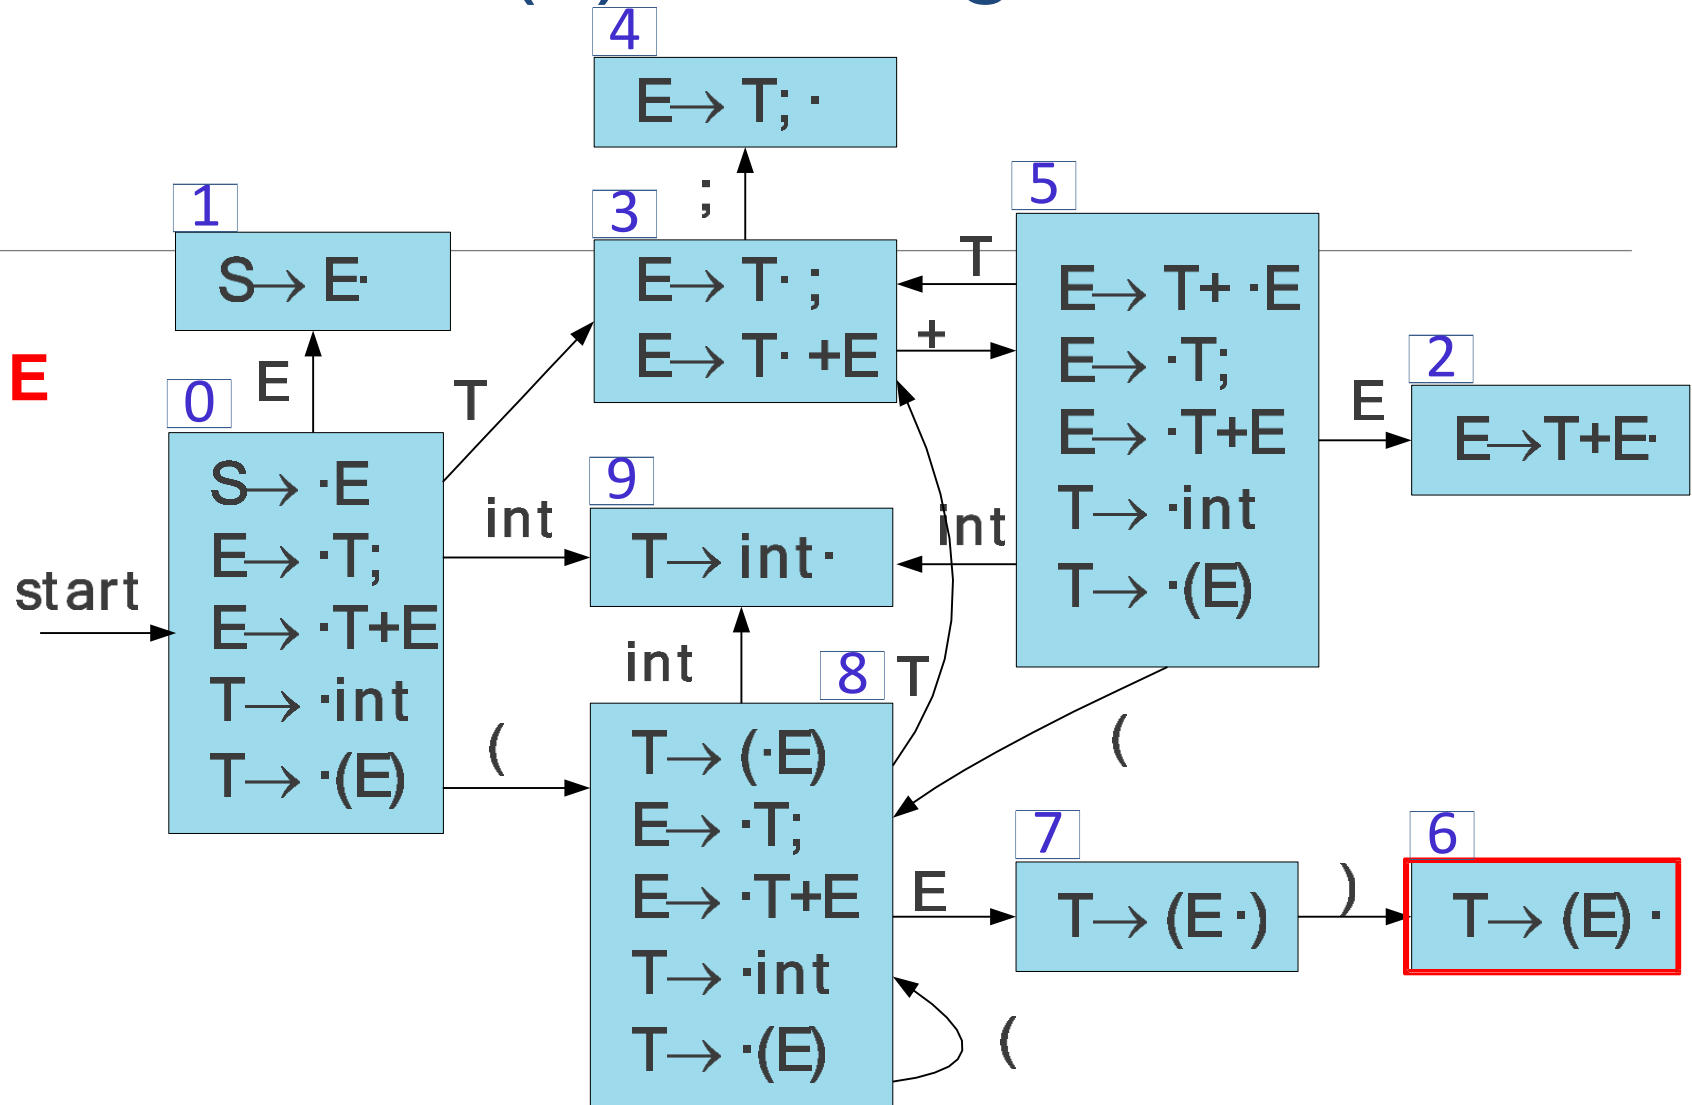 4
E→ T; ·
;
1
S→ E·
3
E→ T· ;
E→ T· +E
T
+
5
E→ T+ ·E
E→ ·T;
E→ ·T+E
T→ ·int
T→ ·(E)
E
2
E→T+E·
E
0
E
T
S→ ·E
E→ ·T;
E→ ·T+E
T→ ·int
T→ ·(E)
start
int
9
T→ int ·
int
int
(
8
T
T→ (·E)
E→ ·T;
E→ ·T+E
T→ ·int
T→ ·(E)
(
E
7
T→ (E ·)
)
6
T→ (E) ·
(